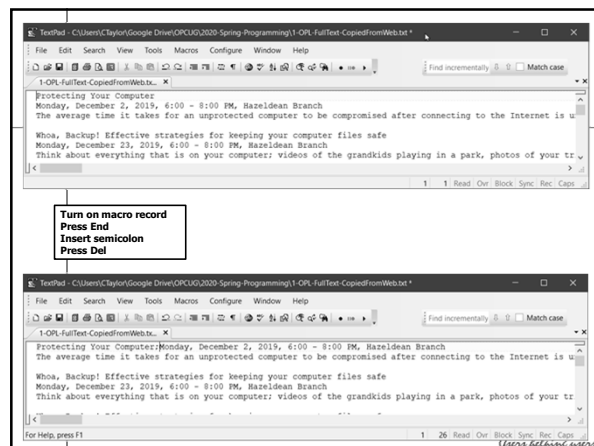 TextPad - C:\Users\CTaylor\Google Drive\OPCUG\2020-Spring-Programming\1-OPL-FullText-CopiedFromWeb.txt *
File Edit Search View Tools Macros Configure Window Help
Find incrementally Match case
1-OPL-FullText-CopiedFromWeb.tx...
Protecting Your Computer
Monday, December 2, 2019, 6:00 - 8:00 PM, Hazeldean Branch
The average time it takes for an unprotected computer to be compromised after connecting to the Internet is u
Whoa, Backup! Effective strategies for keeping your computer files safe
Monday, December 23, 2019, 6:00 - 8:00 PM, Hazeldean Branch
Think about everything that is on your computer; videos of the grandkids playing in a park, photos of your tr
1 1 Read Ovr Block Sync Rec Caps
Turn on macro record
Press End
Insert semicolon
Press Del
TextPad - C:\Users\CTaylor\Google Drive\OPCUG\2020-Spring-Programming\1-OPL-FullText-CopiedFromWeb.txt *
File Edit Search View Tools Macros Configure Window Help
Find incrementally Match case
1-OPL-FullText-CopiedFromWeb.tx...
Protecting Your Computer;Monday, December 2, 2019, 6:00 - 8:00 PM, Hazeldean Branch
The average time it takes for an unprotected computer to be compromised after connecting to the Internet is u
Whoa, Backup! Effective strategies for keeping your computer files safe
Monday, December 23, 2019, 6:00 - 8:00 PM, Hazeldean Branch
Think about everything that is on your computer; videos of the grandkids playing in a park, photos of your tr
For Help, press F1 1 26 Read Ovr Block Sync Rec Caps
Users helping users